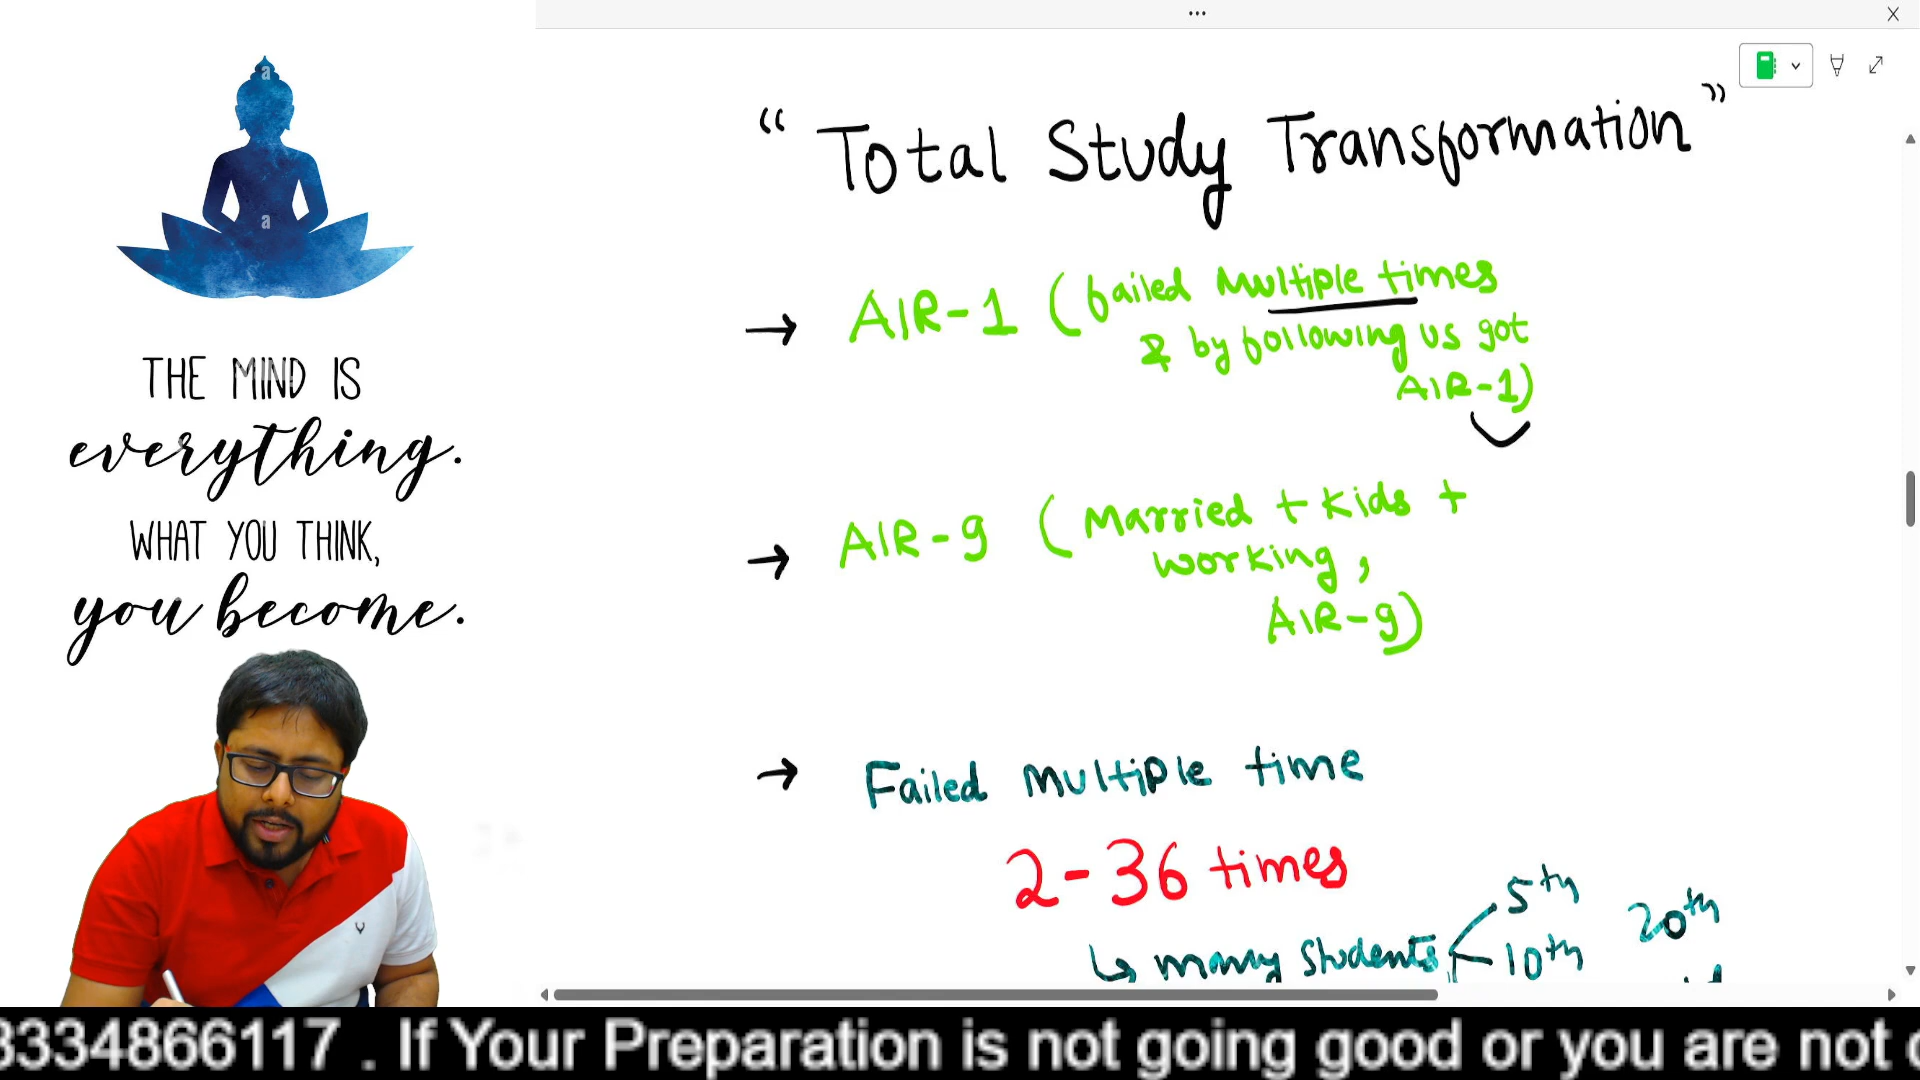 THE MIND IS
everything.
WHAT YOU THINK,
you become.
“ Total Study Transformation ”
→ AIR-1 (failed multiple times
& by following us got
AIR-1)
→ AIR-9 (Married + Kids +
working,
AIR-9)
→ Failed multiple time
2-36 times
↳ many students 5th
10th
20th
3334866117 . If Your Preparation is not going good or you are not